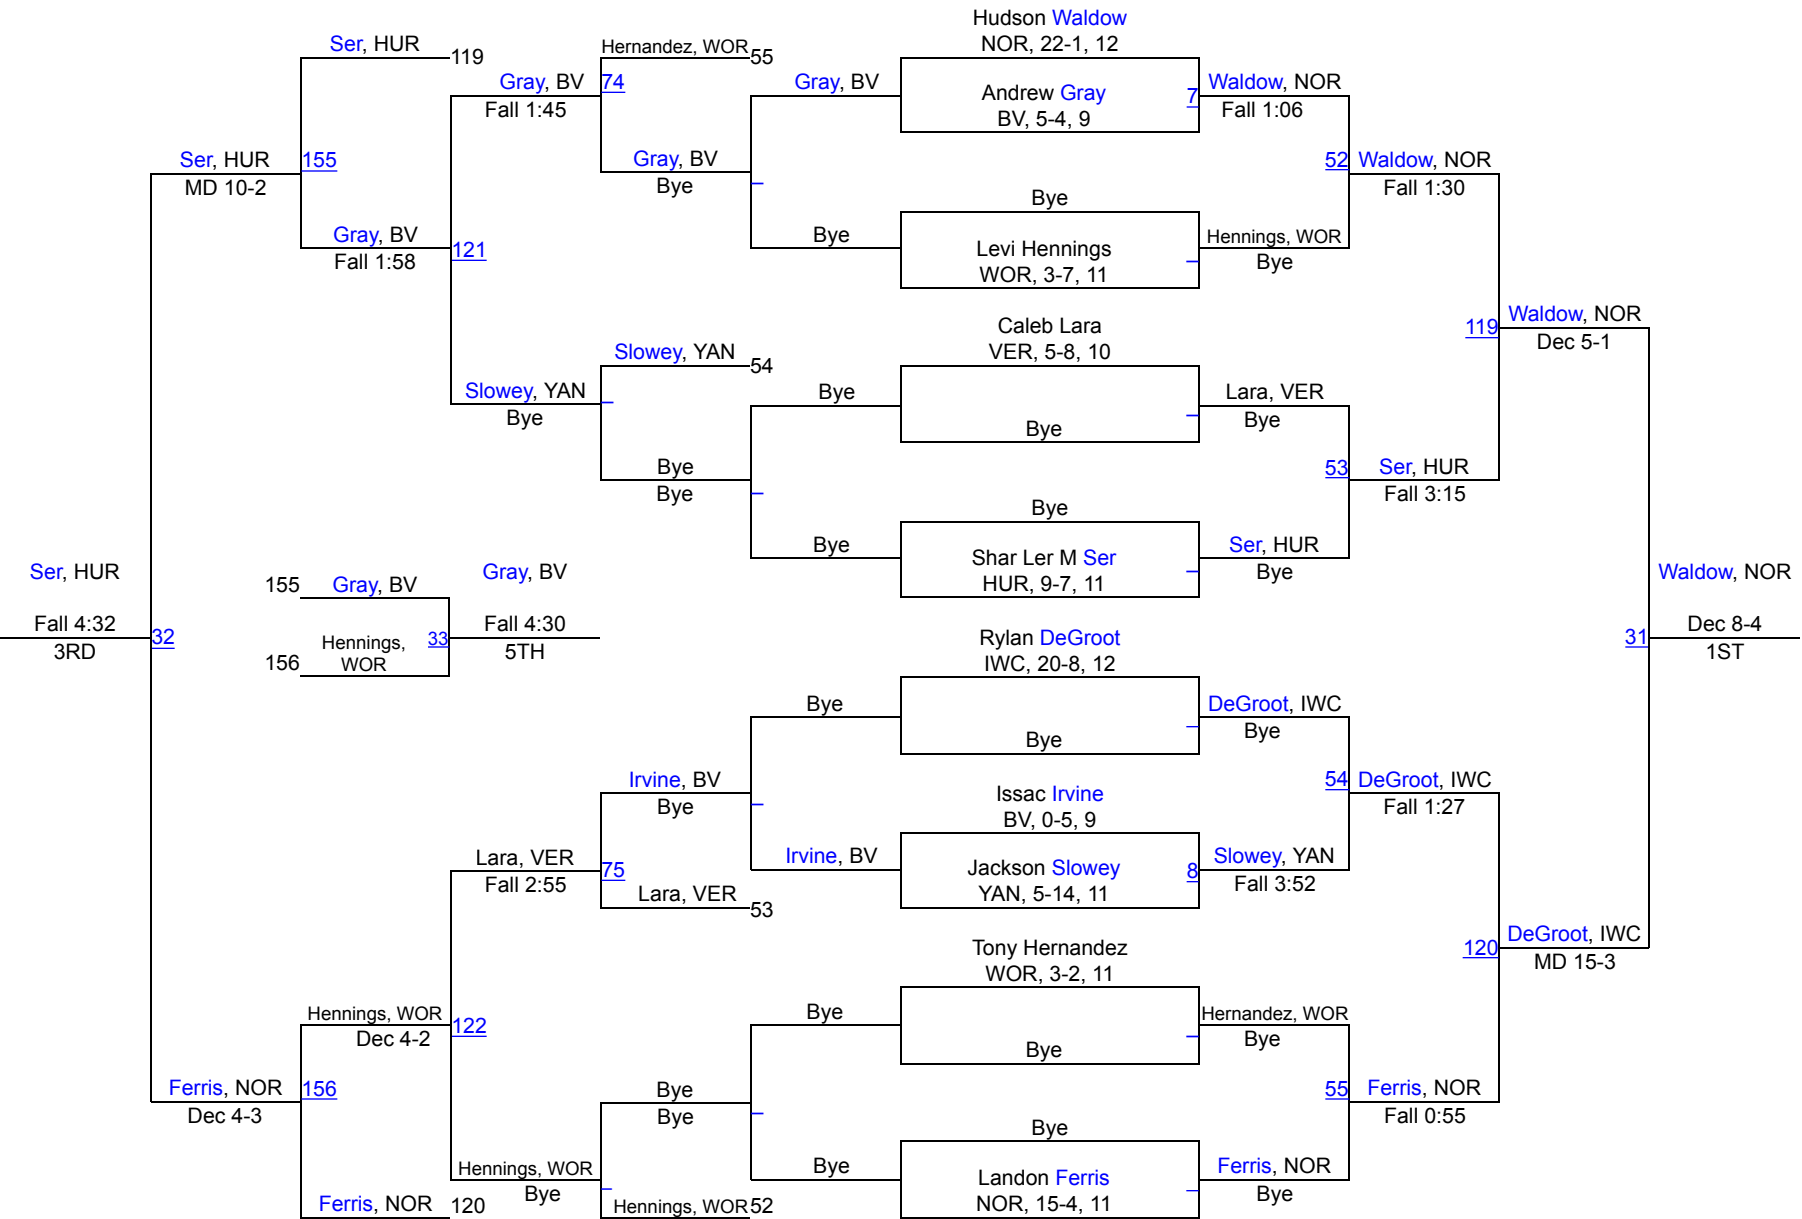 Hudson Waldow
NOR, 22-1, 12
Ser, HUR
119
Hernandez, WOR
55
Gray, BV
74
Fall 1:45
Gray, BV
Andrew Gray
BV, 5-4, 9
7
Waldow, NOR
Fall 1:06
Ser, HUR
MD 10-2
155
Gray, BV
Bye
52
Waldow, NOR
Fall 1:30
Bye
Gray, BV
Fall 1:58
121
Bye
Levi Hennings
WOR, 3-7, 11
Hennings, WOR
Bye
Caleb Lara
VER, 5-8, 10
119
Waldow, NOR
Dec 5-1
Slowey, YAN
54
Slowey, YAN
Bye
Bye
Bye
Lara, VER
Bye
Bye
Bye
53
Ser, HUR
Fall 3:15
Bye
Bye
Shar Ler M Ser
HUR, 9-7, 11
Ser, HUR
Bye
Ser, HUR
Fall 4:32
3RD
32
155
Gray, BV
Hennings,
WOR
156
33
Gray, BV
Fall 4:30
5TH
Waldow, NOR
31
Dec 8-4
1ST
Rylan DeGroot
IWC, 20-8, 12
Bye
Bye
DeGroot, IWC
Bye
Irvine, BV
Bye
54
DeGroot, IWC
Fall 1:27
Issac Irvine
BV, 0-5, 9
Lara, VER
Fall 2:55
75
Irvine, BV
Jackson Slowey
YAN, 5-14, 11
8
Slowey, YAN
Fall 3:52
Lara, VER
53
Tony Hernandez
WOR, 3-2, 11
120
DeGroot, IWC
MD 15-3
Hennings, WOR
Dec 4-2
122
Bye
Bye
Hernandez, WOR
Bye
Ferris, NOR
Dec 4-3
156
Bye
Bye
55
Ferris, NOR
Fall 0:55
Bye
Hennings, WOR
Bye
Bye
Landon Ferris
NOR, 15-4, 11
Ferris, NOR
Bye
Ferris, NOR
120
Hennings, WOR
52